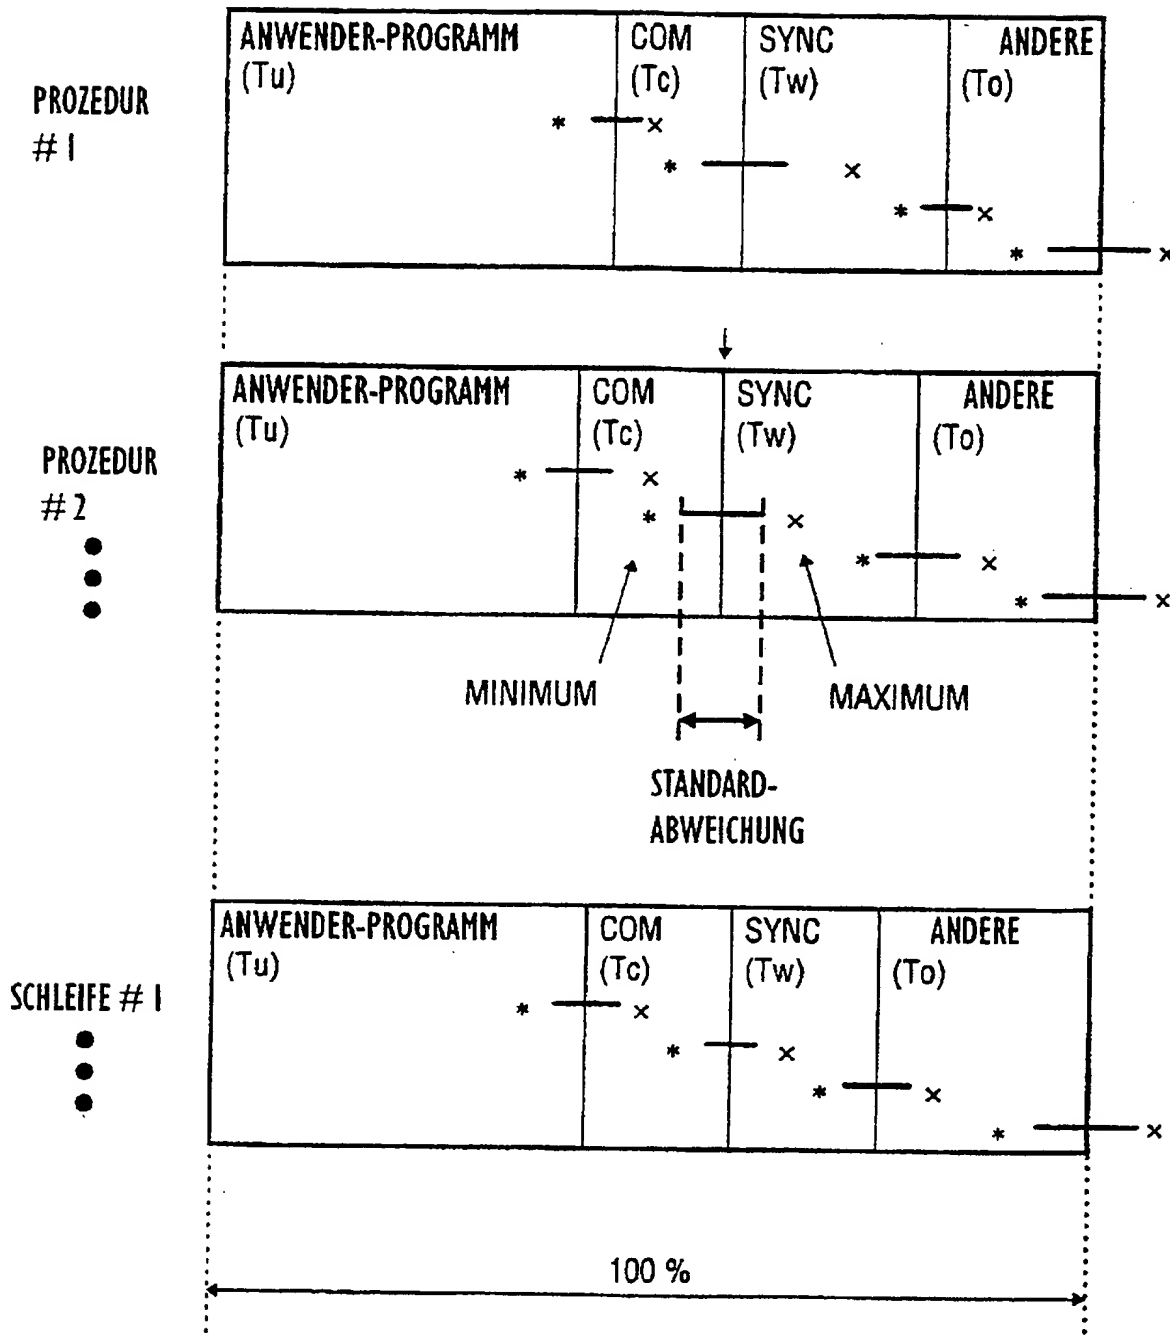 ANWENDER-PROGRAMM
(Tu)
COM
(Tc)
SYNC
(Tw)
ANDERE
(To)
PROZEDUR
# 1
* x
* x
* x
* x
ANWENDER-PROGRAMM
(Tu)
COM
(Tc)
SYNC
(Tw)
ANDERE
(To)
PROZEDUR
# 2
* x
* x
* x
* x
MINIMUM
MAXIMUM
STANDARD-
ABWEICHUNG
ANWENDER-PROGRAMM
(Tu)
COM
(Tc)
SYNC
(Tw)
ANDERE
(To)
SCHLEIFE # 1
* x
* x
* x
* x
100 %